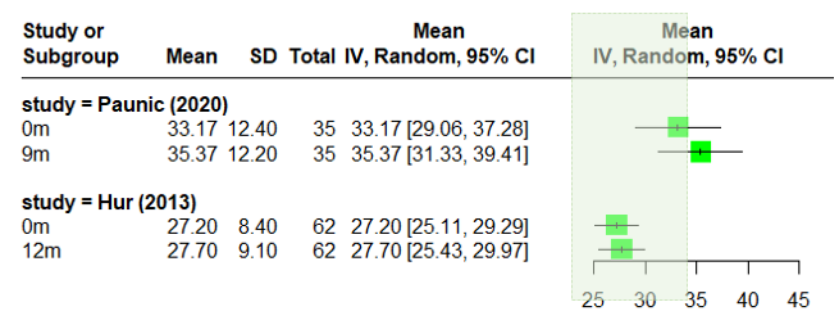 Study or Mean Mean
Subgroup Mean SD Total IV, Random, 95% CI IV, Random, 95% CI
study = Paunic (2020)
0m 33.17 12.40 35 33.17 [29.06, 37.28]
9m 35.37 12.20 35 35.37 [31.33, 39.41]
study = Hur (2013)
0m 27.20 8.40 62 27.20 [25.11, 29.29]
12m 27.70 9.10 62 27.70 [25.43, 29.97]
25 30 35 40 45